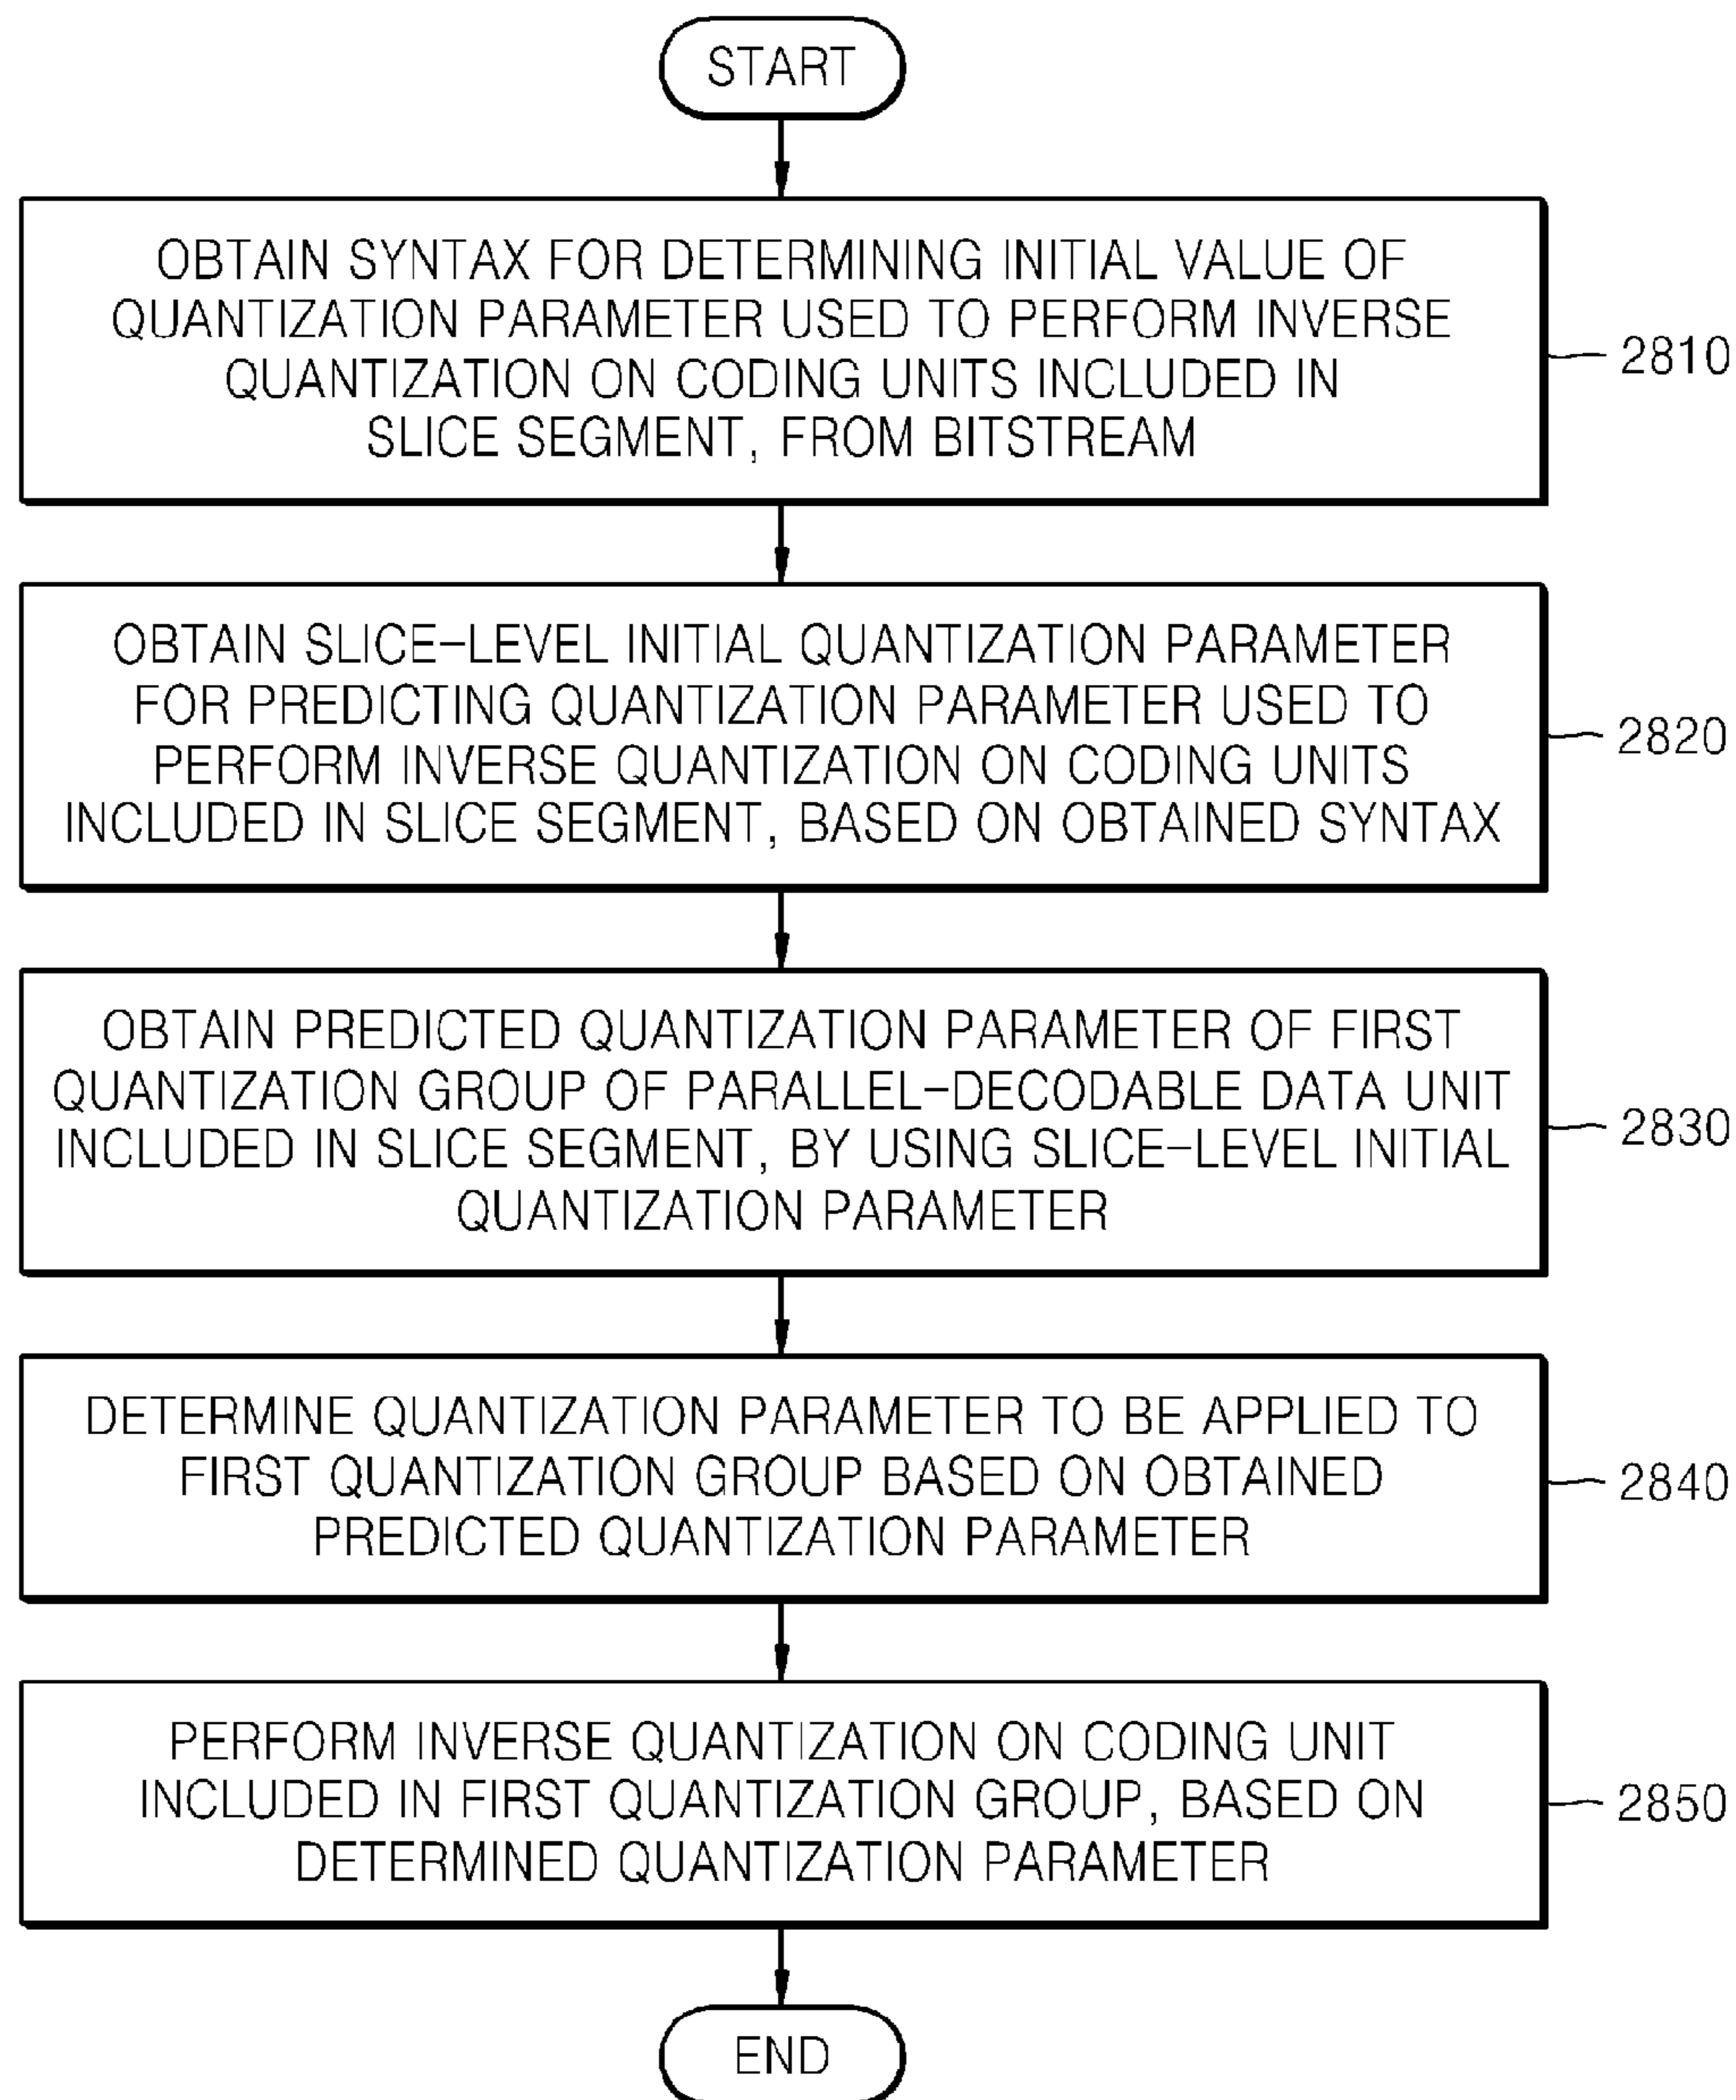 START
OBTAIN SYNTAX FOR DETERMINING INITIAL VALUE OF
QUANTIZATION PARAMETER USED TO PERFORM INVERSE
QUANTIZATION ON CODING UNITS INCLUDED IN
SLICE SEGMENT, FROM BITSTREAM
2810
OBTAIN SLICE-LEVEL INITIAL QUANTIZATION PARAMETER
FOR PREDICTING QUANTIZATION PARAMETER USED TO
PERFORM INVERSE QUANTIZATION ON CODING UNITS
INCLUDED IN SLICE SEGMENT, BASED ON OBTAINED SYNTAX
2820
OBTAIN PREDICTED QUANTIZATION PARAMETER OF FIRST
QUANTIZATION GROUP OF PARALLEL-DECODABLE DATA UNIT
INCLUDED IN SLICE SEGMENT, BY USING SLICE-LEVEL INITIAL
QUANTIZATION PARAMETER
2830
DETERMINE QUANTIZATION PARAMETER TO BE APPLIED TO
FIRST QUANTIZATION GROUP BASED ON OBTAINED
PREDICTED QUANTIZATION PARAMETER
2840
PERFORM INVERSE QUANTIZATION ON CODING UNIT
INCLUDED IN FIRST QUANTIZATION GROUP, BASED ON
DETERMINED QUANTIZATION PARAMETER
2850
END